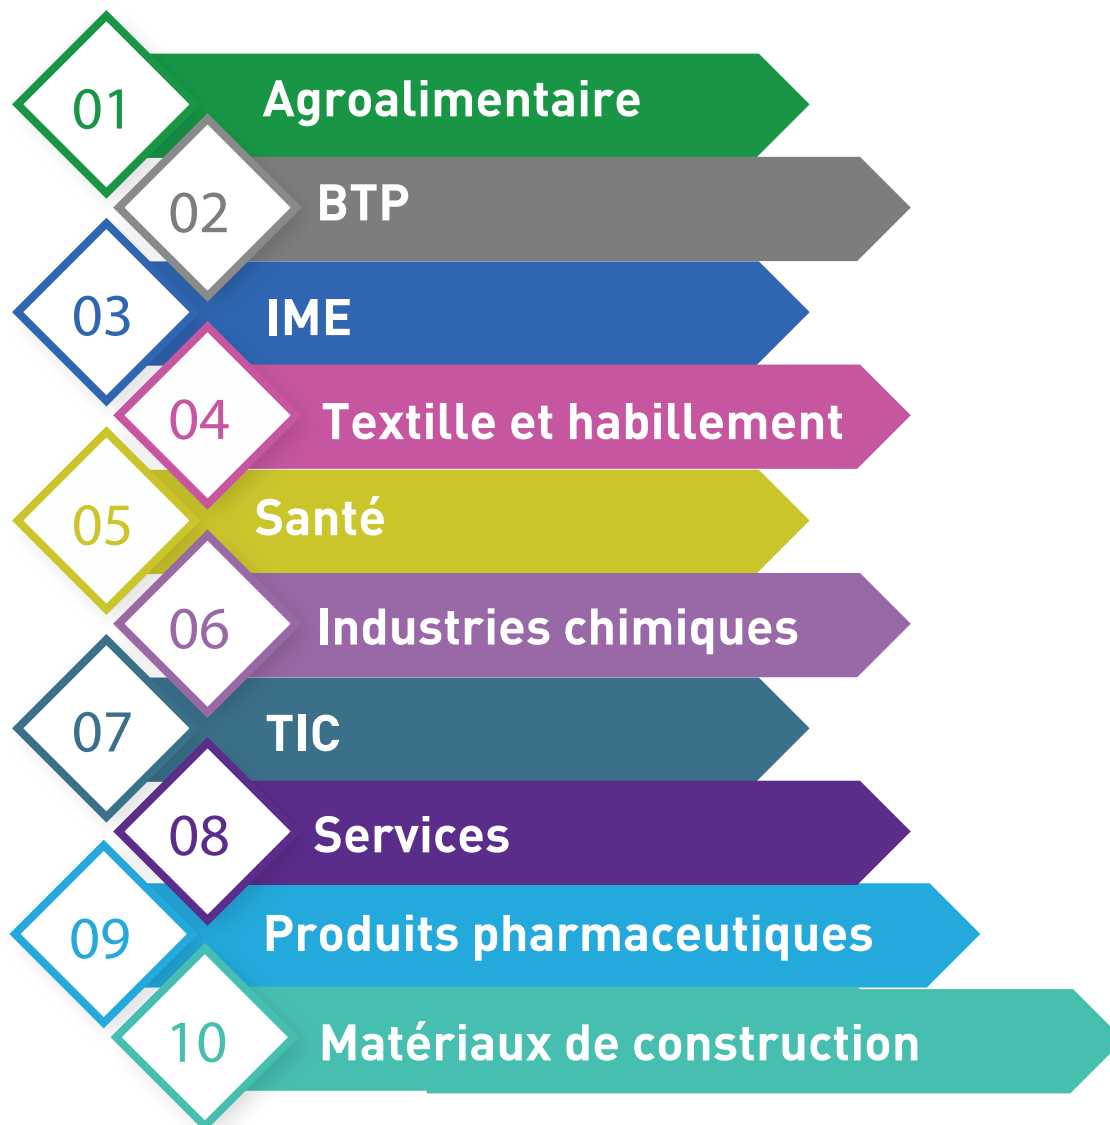 01
Agroalimentaire
02
BTP
03
IME
04
Textille et habillement
05
Santé
06
Industries chimiques
07
TIC
08
Services
09
Produits pharmaceutiques
10
Matériaux de construction